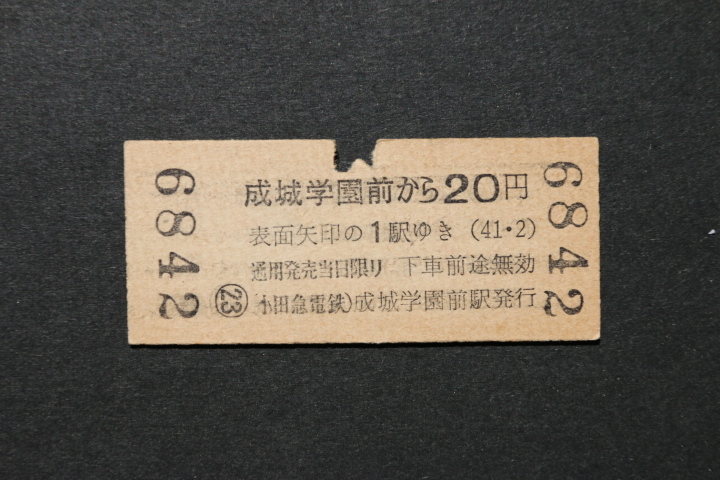 6842
成城学園前から20円
表面矢印の1駅ゆき (41·2)
通用発売当日限り 下車前途無効
㉓ (小田急電鉄)成城学園前駅発行
6842